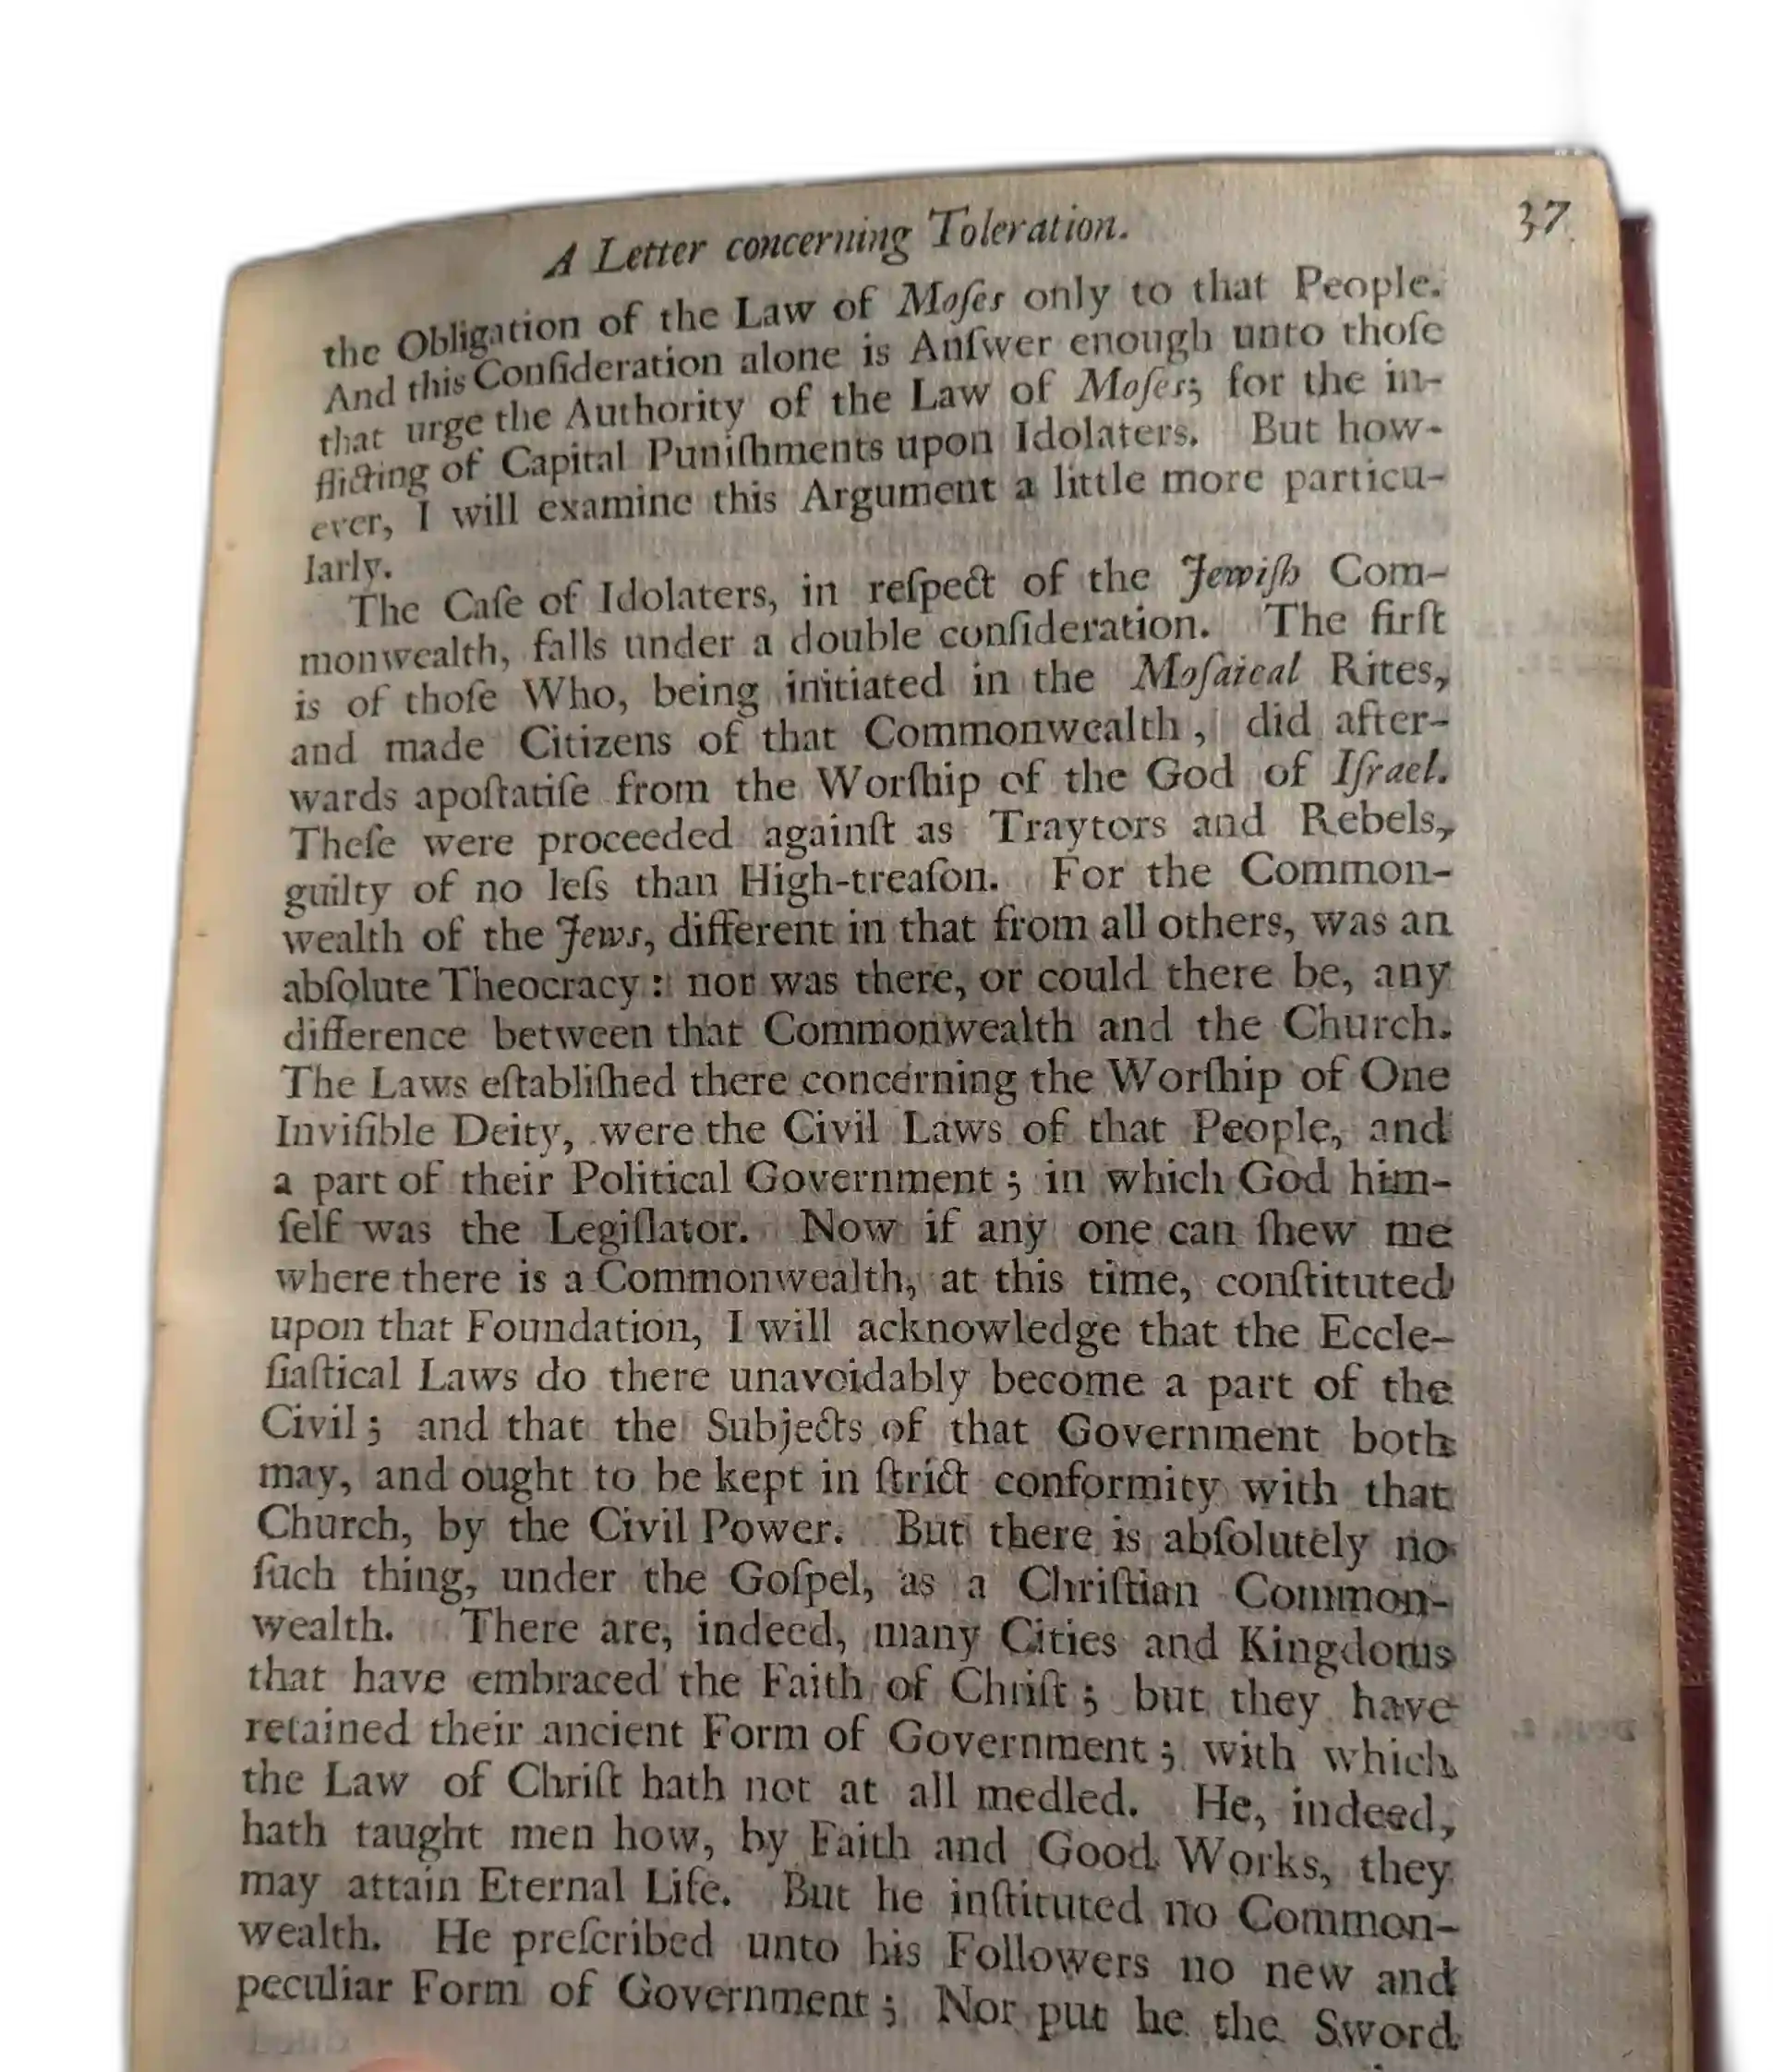 A Letter concerning Toleration. 37
the Obligation of the Law of Moſes only to that People.
And this Conſideration alone is Anſwer enough unto thoſe
that urge the Authority of the Law of Moſes; for the in-
flicting of Capital Puniſhments upon Idolaters. But how-
ever, I will examine this Argument a little more particu-
larly.
The Caſe of Idolaters, in reſpect of the Jewiſh Com-
monwealth, falls under a double conſideration. The firſt
is of thoſe Who, being initiated in the Moſaical Rites,
and made Citizens of that Commonwealth, did after-
wards apoſtatiſe from the Worſhip of the God of Iſrael.
Theſe were proceeded againſt as Traytors and Rebels,
guilty of no leſs than High-treaſon. For the Common-
wealth of the Jews, different in that from all others, was an
abſolute Theocracy: nor was there, or could there be, any
difference between that Commonwealth and the Church.
The Laws eſtabliſhed there concerning the Worſhip of One
Inviſible Deity, were the Civil Laws of that People, and
a part of their Political Government; in which God him-
ſelf was the Legiſlator. Now if any one can ſhew me
where there is a Commonwealth, at this time, conſtituted
upon that Foundation, I will acknowledge that the Eccle-
ſiaſtical Laws do there unavoidably become a part of the
Civil; and that the Subjects of that Government both
may, and ought to be kept in ſtrict conformity with that
Church, by the Civil Power. But there is abſolutely no
ſuch thing, under the Goſpel, as a Chriſtian Common-
wealth. There are, indeed, many Cities and Kingdoms
that have embraced the Faith of Chriſt; but they have
retained their ancient Form of Government; with which
the Law of Chriſt hath not at all medled. He, indeed,
hath taught men how, by Faith and Good Works, they
may attain Eternal Life. But he inſtituted no Common-
wealth. He preſcribed unto his Followers no new and
peculiar Form of Government; Nor put he the Sword